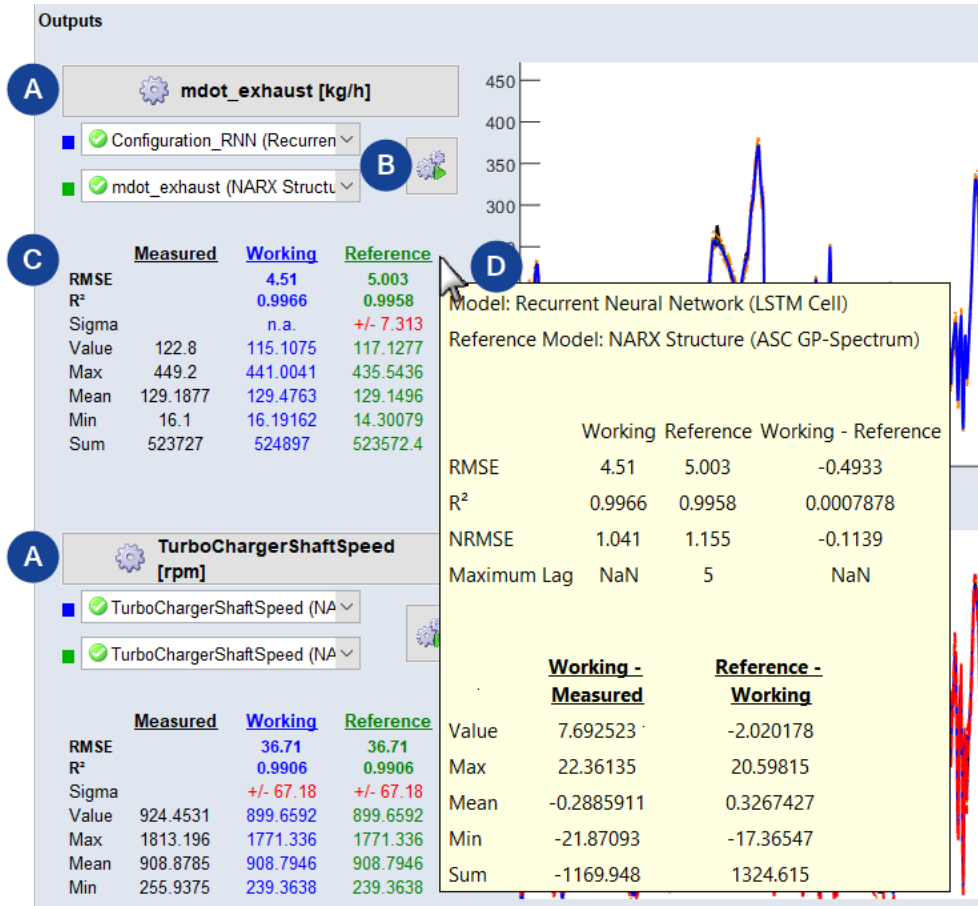 Outputs
A
mdot_exhaust [kg/h]
Configuration_RNN (Recurren
B
mdot_exhaust (NARX Structu
450
400
350
300
C
Measured Working Reference
D
RMSE 4.51 5.003
R² 0.9966 0.9958
Sigma n.a. +/- 7.313
Value 122.8 115.1075 117.1277
Max 449.2 441.0041 435.5436
Mean 129.1877 129.4763 129.1496
Min 16.1 16.19162 14.30079
Sum 523727 524897 523572.4
Model: Recurrent Neural Network (LSTM Cell)
Reference Model: NARX Structure (ASC GP-Spectrum)
Working Reference Working - Reference
RMSE 4.51 5.003 -0.4933
R² 0.9966 0.9958 0.0007878
NRMSE 1.041 1.155 -0.1139
Maximum Lag NaN 5 NaN
Working - Reference -
Measured Working
Value 7.692523 -2.020178
Max 22.36135 20.59815
Mean -0.2885911 0.3267427
Min -21.87093 -17.36547
Sum -1169.948 1324.615
A
TurboChargerShaftSpeed
[rpm]
TurboChargerShaftSpeed (NA
TurboChargerShaftSpeed (NA
Measured Working Reference
RMSE 36.71 36.71
R² 0.9906 0.9906
Sigma +/- 67.18 +/- 67.18
Value 924.4531 899.6592 899.6592
Max 1813.196 1771.336 1771.336
Mean 908.8785 908.7946 908.7946
Min 255.9375 239.3638 239.3638